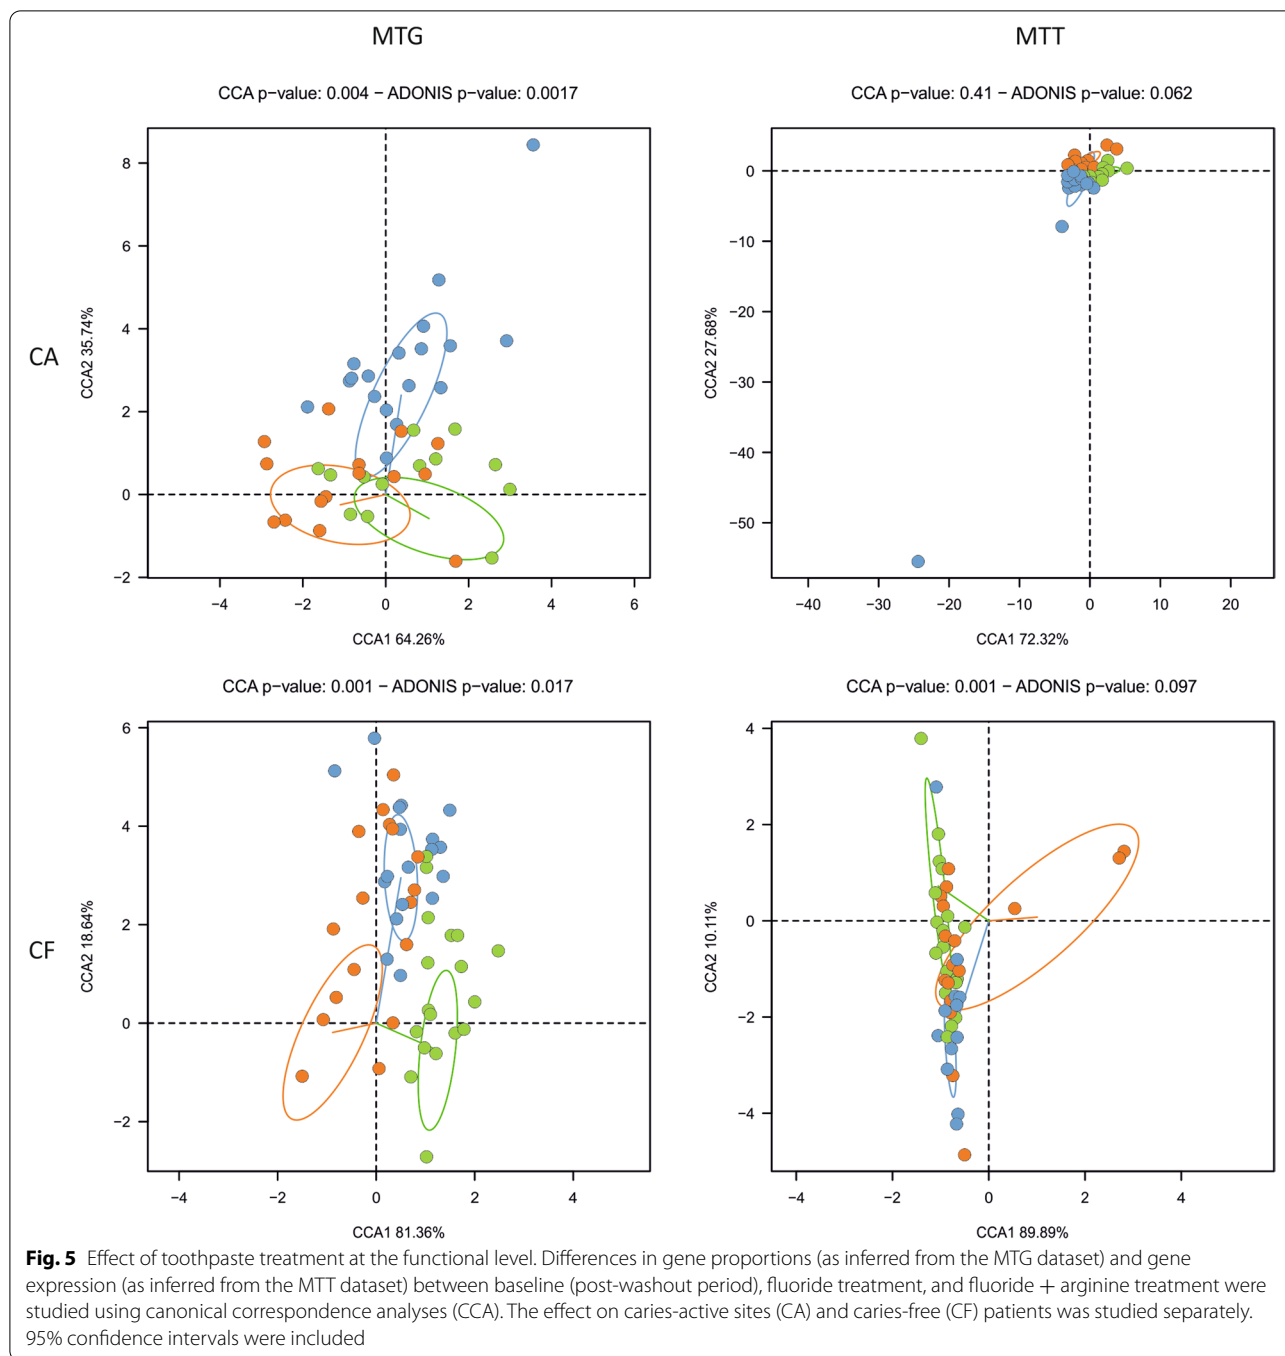 MTG
MTT
CCA p−value: 0.004 − ADONIS p−value: 0.0017
CCA p−value: 0.41 − ADONIS p−value: 0.062
CA
CCA2 35.74%
8
6
4
2
0
−2
−4
−2
0
2
4
6
CCA1 64.26%
CCA2 27.68%
0
−10
−20
−30
−40
−50
−40
−30
−20
−10
0
10
20
CCA1 72.32%
CCA p−value: 0.001 − ADONIS p−value: 0.017
CCA p−value: 0.001 − ADONIS p−value: 0.097
CF
CCA2 18.64%
6
4
2
0
−2
−4
−2
0
2
4
CCA1 81.36%
CCA2 10.11%
4
2
0
−2
−4
−4
−2
0
2
4
CCA1 89.89%
Fig. 5 Effect of toothpaste treatment at the functional level. Differences in gene proportions (as inferred from the MTG dataset) and gene
expression (as inferred from the MTT dataset) between baseline (post-washout period), fluoride treatment, and fluoride + arginine treatment were
studied using canonical correspondence analyses (CCA). The effect on caries-active sites (CA) and caries-free (CF) patients was studied separately.
95% confidence intervals were included